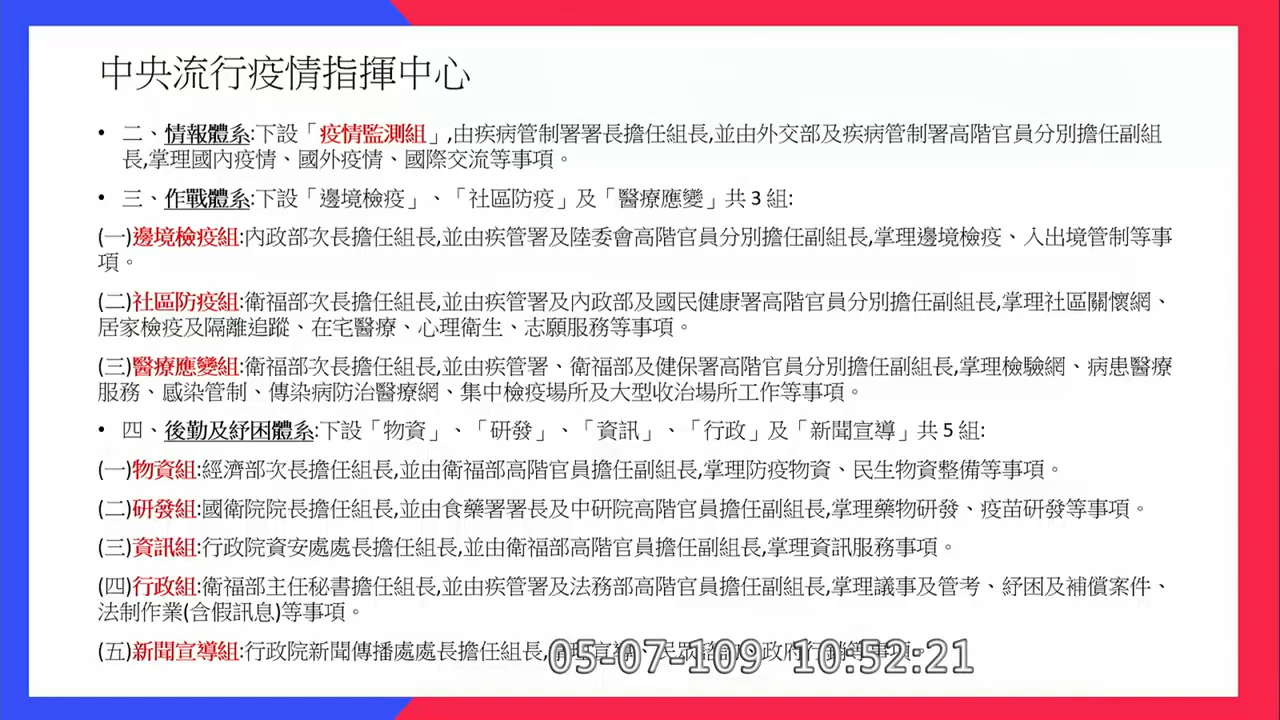 中央流行疫情指揮中心
• 二、情報體系:下設「疫情監測組」,由疾病管制署署長擔任組長,並由外交部及疾病管制署高階官員分別擔任副組
長,掌理國內疫情、國外疫情、國際交流等事項。
• 三、作戰體系:下設「邊境檢疫」、「社區防疫」及「醫療應變」共3組:
(一)邊境檢疫組:內政部次長擔任組長,並由疾管署及陸委會高階官員分別擔任副組長,掌理邊境檢疫、入出境管制等事
項。
(二)社區防疫組:衛福部次長擔任組長,並由疾管署及內政部及國民健康署高階官員分別擔任副組長,掌理社區關懷網、
居家檢疫及隔離追蹤、在宅醫療、心理衛生、志願服務等事項。
(三)醫療應變組:衛福部次長擔任組長,並由疾管署、衛福部及健保署高階官員分別擔任副組長,掌理檢驗網、病患醫療
服務、感染管制、傳染病防治醫療網、集中檢疫場所及大型收治場所工作等事項。
• 四、後勤及紓困體系:下設「物資」、「研發」、「資訊」、「行政」及「新聞宣導」共5組:
(一)物資組:經濟部次長擔任組長,並由衛福部高階官員擔任副組長,掌理防疫物資、民生物資整備等事項。
(二)研發組:國衛院院長擔任組長,並由食藥署署長及中研院高階官員擔任副組長,掌理藥物研發、疫苗研發等事項。
(三)資訊組:行政院資安處處長擔任組長,並由衛福部高階官員擔任副組長,掌理資訊服務事項。
(四)行政組:衛福部主任秘書擔任組長,並由疾管署及法務部高階官員擔任副組長,掌理議事及管考、紓困及補償案件、
法制作業(含假訊息)等事項。
(五)新聞宣導組:行政院新聞傳播處處長擔任組長,
05-07-109 10:52:21